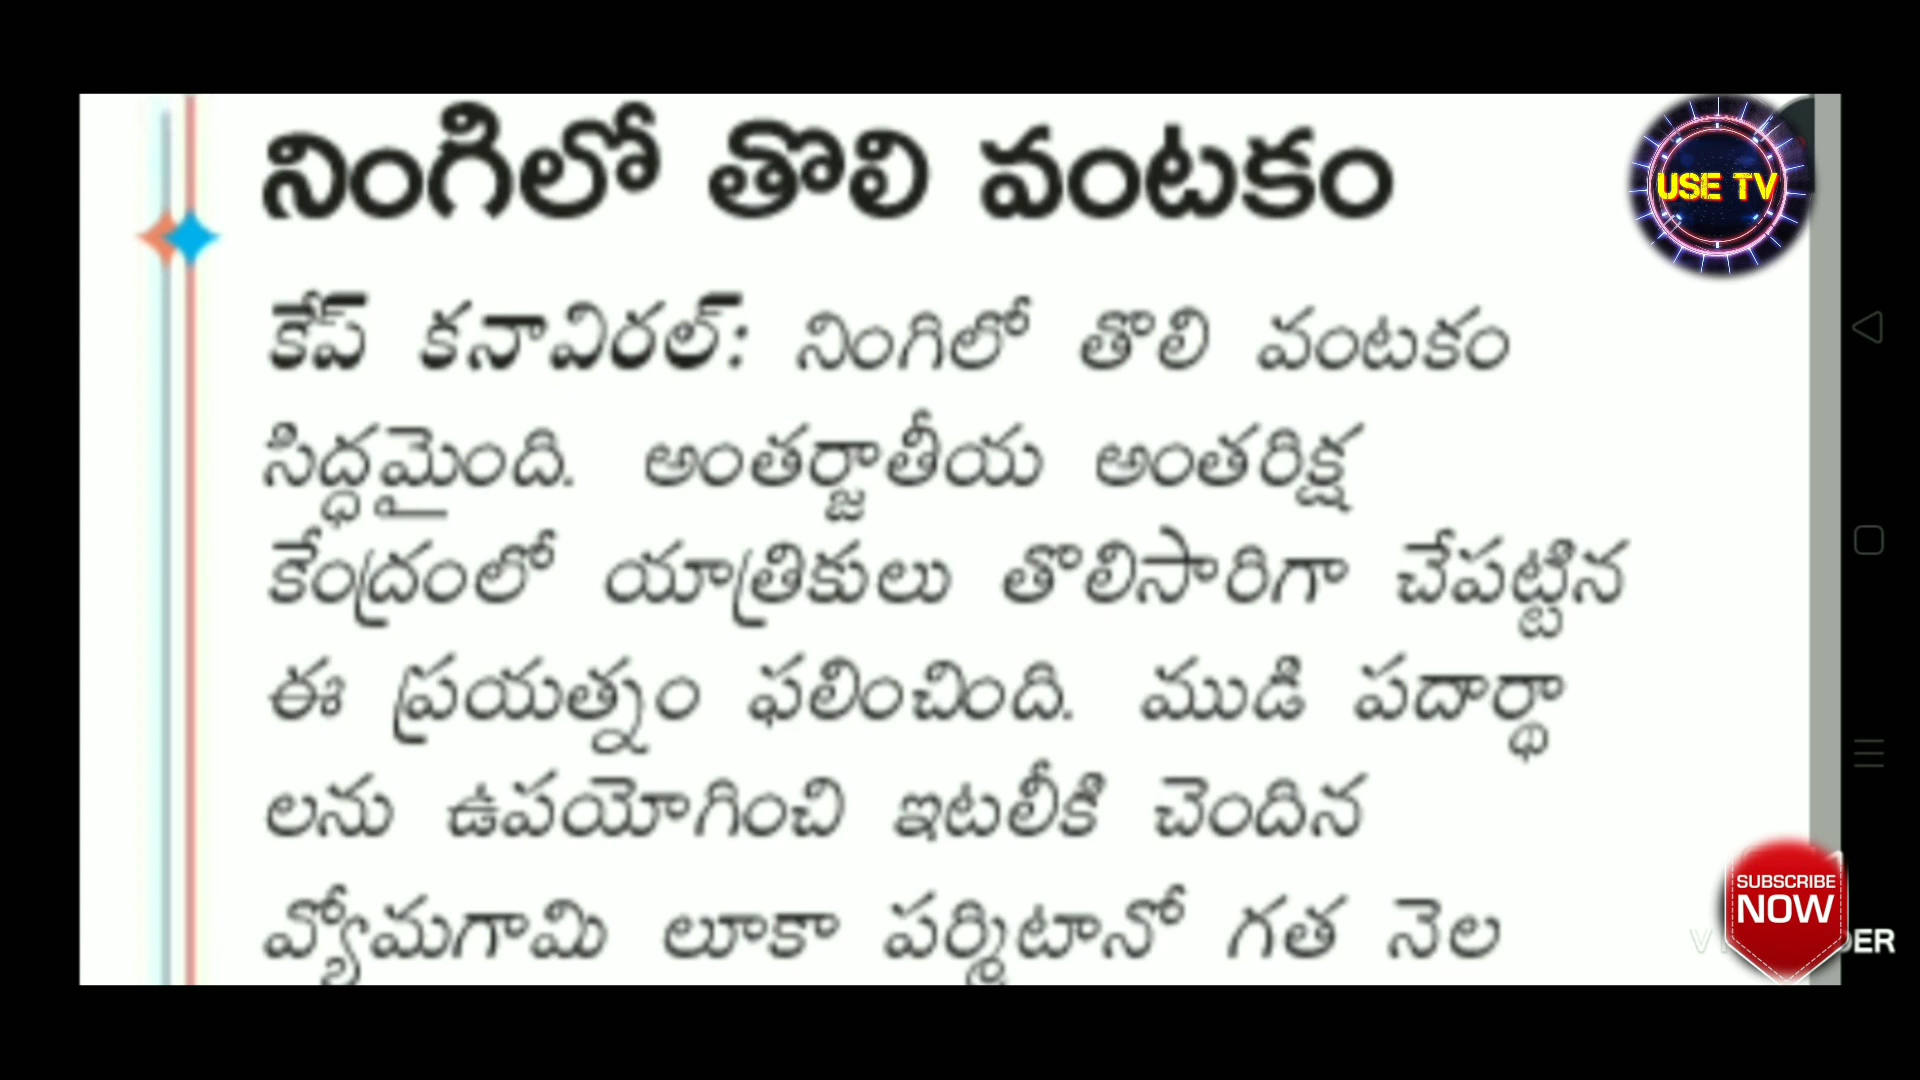 నింగిలో తొలి వంటకం
USE TV
కేప్ కనావిరల్: నింగిలో తొలి వంటకం
సిద్ధమైంది. అంతర్జాతీయ అంతరిక్ష
కేంద్రంలో యాత్రికులు తొలిసారిగా చేపట్టిన
ఈ ప్రయత్నం ఫలించింది. ముడి పదార్థా
లను ఉపయోగించి ఇటలీకి చెందిన
వ్యోమగామి లూకా పర్మిటానో గత నెల
SUBSCRIBE
NOW